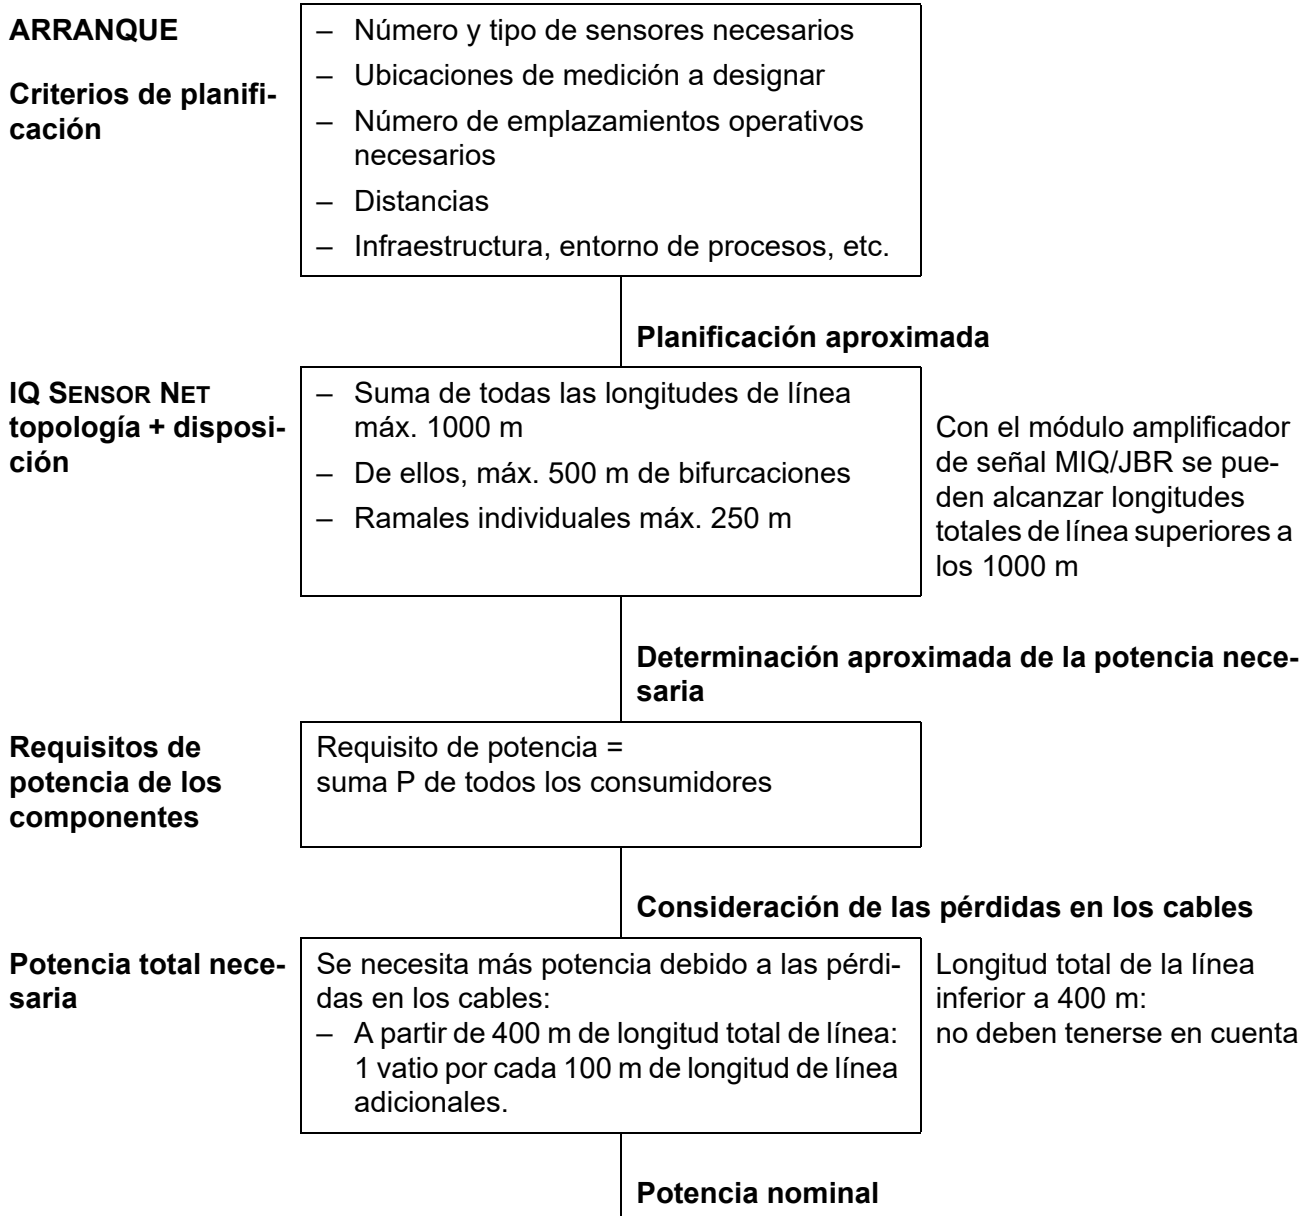 ARRANQUE
Criterios de planifi-
cación
– Número y tipo de sensores necesarios
– Ubicaciones de medición a designar
– Número de emplazamientos operativos
necesarios
– Distancias
– Infraestructura, entorno de procesos, etc.
Planificación aproximada
IQ SENSOR NET
topología + disposi-
ción
– Suma de todas las longitudes de línea
máx. 1000 m
– De ellos, máx. 500 m de bifurcaciones
– Ramales individuales máx. 250 m
Con el módulo amplificador
de señal MIQ/JBR se pue-
den alcanzar longitudes
totales de línea superiores a
los 1000 m
Determinación aproximada de la potencia nece-
saria
Requisitos de
potencia de los
componentes
Requisito de potencia =
suma P de todos los consumidores
Consideración de las pérdidas en los cables
Potencia total nece-
saria
Se necesita más potencia debido a las pérdi-
das en los cables:
– A partir de 400 m de longitud total de línea:
1 vatio por cada 100 m de longitud de línea
adicionales.
Longitud total de la línea
inferior a 400 m:
no deben tenerse en cuenta
Potencia nominal